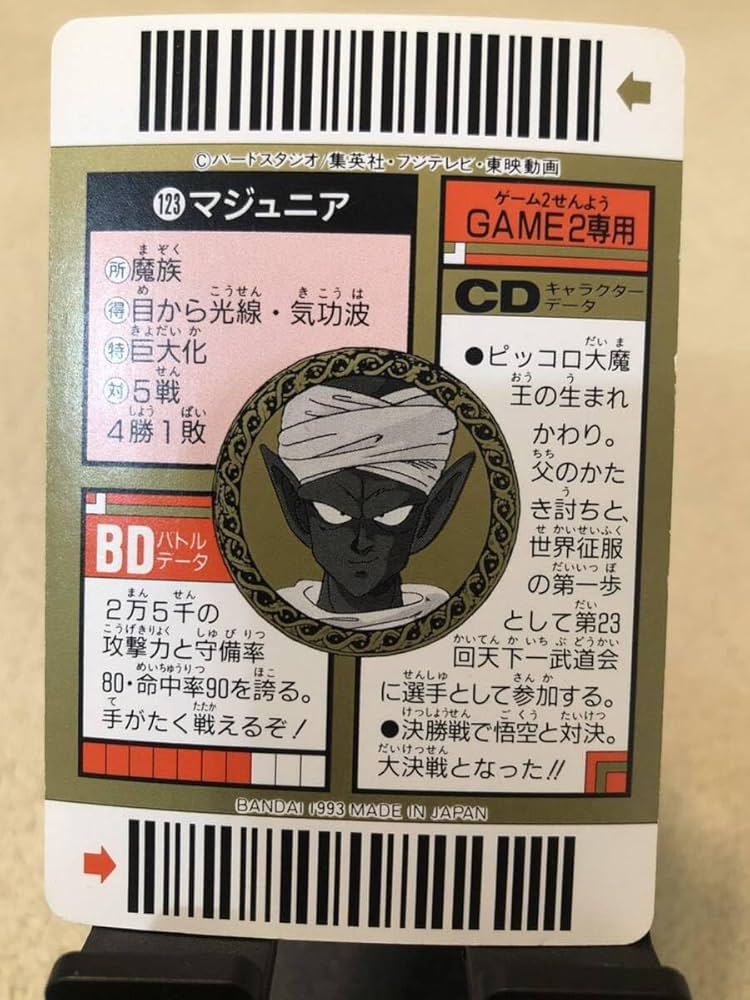 ©バードスタジオ/集英社・フジテレビ・東映動画
123 マジュニア
所 魔族
得 目から光線・気功波
特 巨大化
対 5戦
4勝1敗
BD バトルデータ
2万5千の
攻撃力と守備率
80・命中率90を誇る。
手がたく戦えるぞ!
ゲーム2せんよう
GAME2専用
CD キャラクターデータ
●ピッコロ大魔
王の生まれ
かわり。
父のかた
き討ちと、
世界征服
の第一歩
として第23
回天下一武道会
に選手として参加する。
●決勝戦で悟空と対決。
大決戦となった!!
BANDAI 1993 MADE IN JAPAN